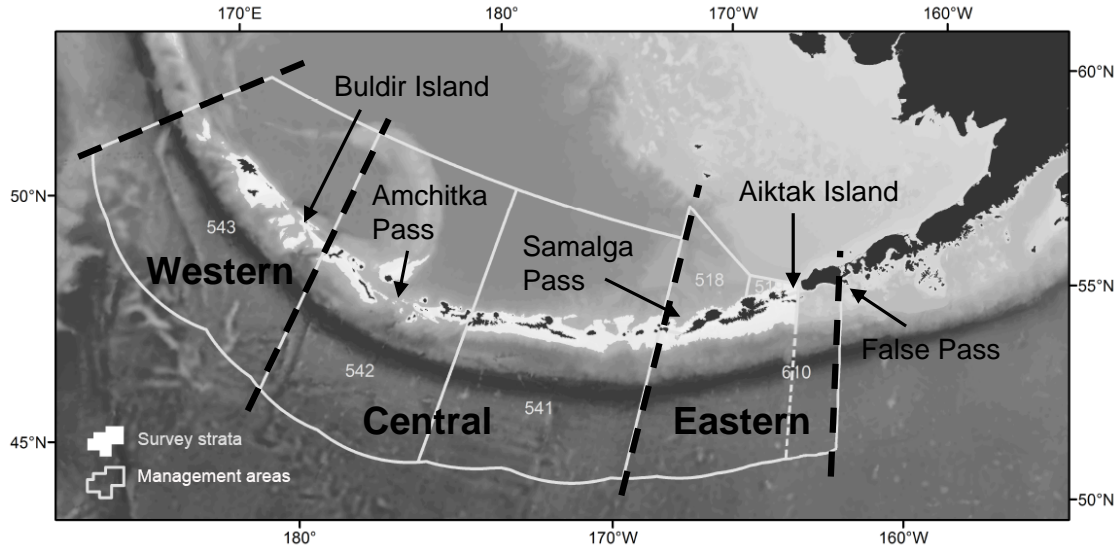 170°E
180°
170°W
160°W
60°N
Buldir Island
50°N
Amchitka
Pass
Aiktak Island
543
Samalga
Pass
518
Western
55°N
False Pass
542
610
541
Central
Eastern
Survey strata
45°N
Management areas
50°N
180°
170°W
160°W